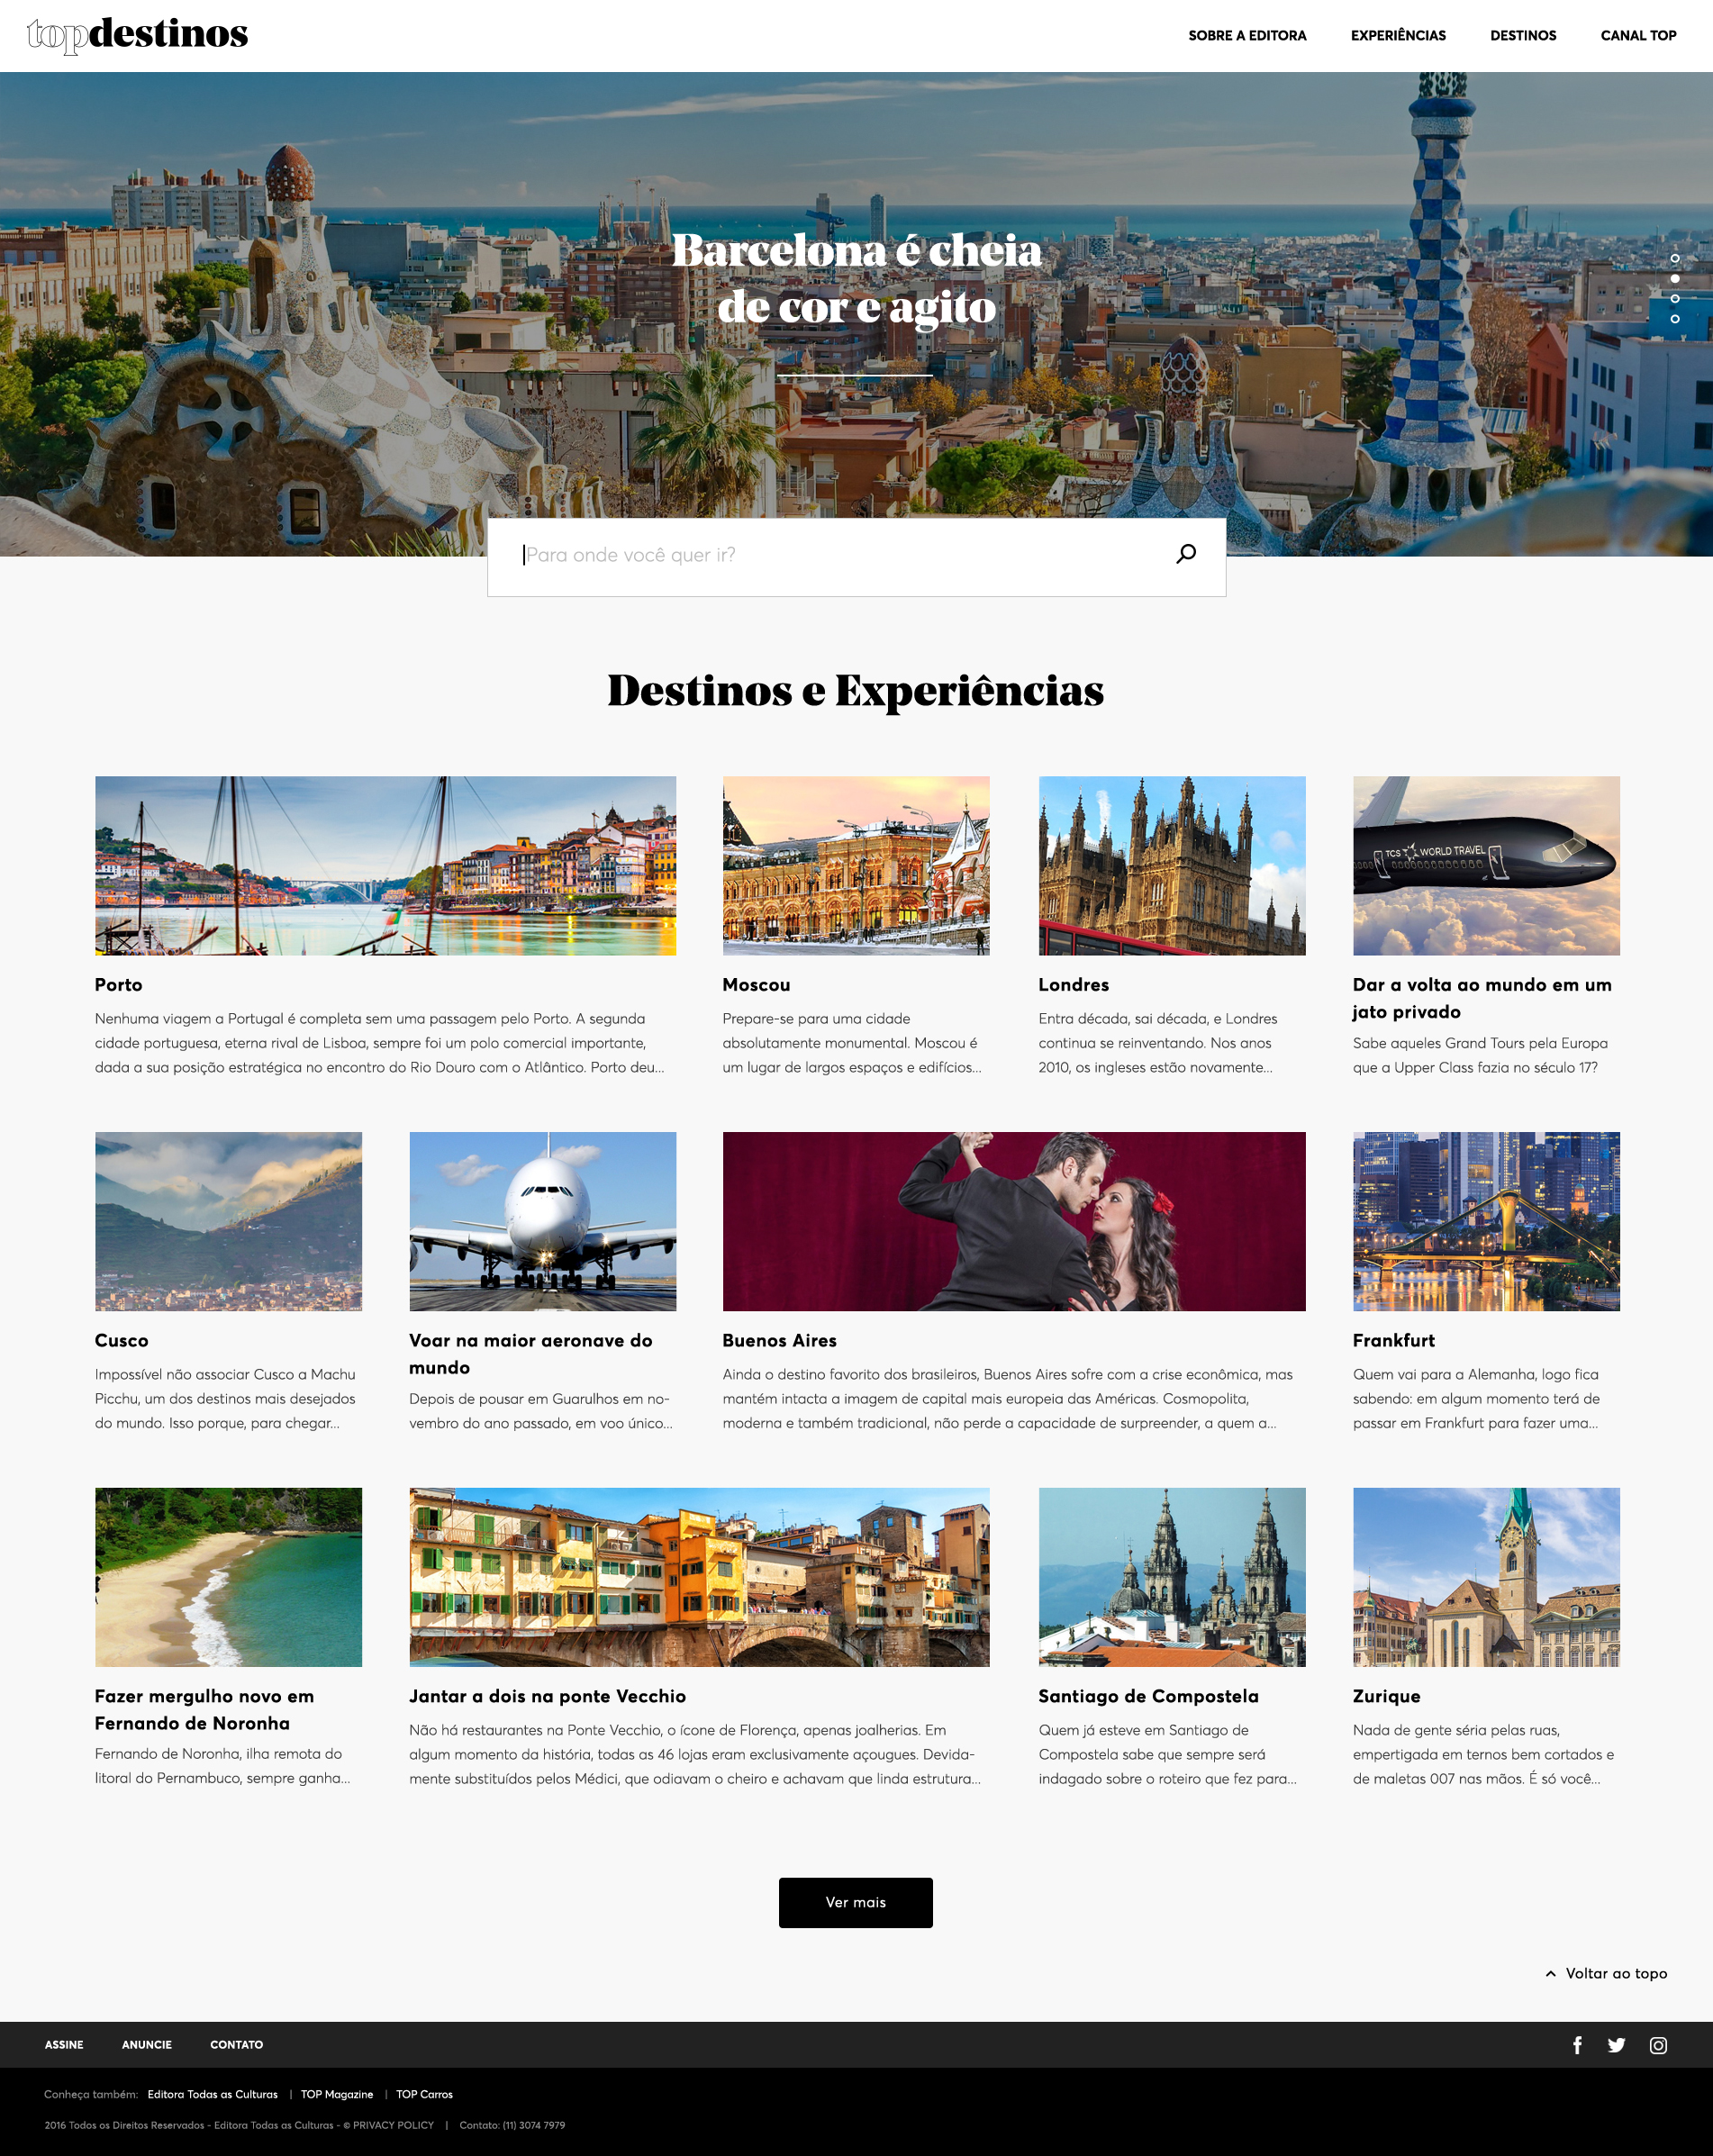 topdestinos
SOBRE A EDITORA
EXPERIÊNCIAS
DESTINOS
CANAL TOP
Barcelona é cheia
de cor e agito
Para onde você quer ir?
Destinos e Experiências
TCS WORLD TRAVEL
Porto
Nenhuma viagem a Portugal é completa sem uma passagem pelo Porto. A segunda
cidade portuguesa, eterna rival de Lisboa, sempre foi um polo comercial importante,
dada a sua posição estratégica no encontro do Rio Douro com o Atlântico. Porto deu...
Moscou
Prepare-se para uma cidade
absolutamente monumental. Moscou é
um lugar de largos espaços e edifícios...
Londres
Entra década, sai década, e Londres
continua se reinventando. Nos anos
2010, os ingleses estão novamente...
Dar a volta ao mundo em um
jato privado
Sabe aqueles Grand Tours pela Europa
que a Upper Class fazia no século 17?
Cusco
Impossível não associar Cusco a Machu
Picchu, um dos destinos mais desejados
do mundo. Isso porque, para chegar...
Voar na maior aeronave do
mundo
Depois de pousar em Guarulhos em no-
vembro do ano passado, em voo único...
Buenos Aires
Ainda o destino favorito dos brasileiros, Buenos Aires sofre com a crise econômica, mas
mantém intacta a imagem de capital mais europeia das Américas. Cosmopolita,
moderna e também tradicional, não perde a capacidade de surpreender, a quem a...
Frankfurt
Quem vai para a Alemanha, logo fica
sabendo: em algum momento terá de
passar em Frankfurt para fazer uma...
Fazer mergulho novo em
Fernando de Noronha
Fernando de Noronha, ilha remota do
litoral do Pernambuco, sempre ganha...
Jantar a dois na ponte Vecchio
Não há restaurantes na Ponte Vecchio, o ícone de Florença, apenas joalherias. Em
algum momento da história, todas as 46 lojas eram exclusivamente açougues. Devida-
mente substituídos pelos Médici, que odiavam o cheiro e achavam que linda estrutura...
Santiago de Compostela
Quem já esteve em Santiago de
Compostela sabe que sempre será
indagado sobre o roteiro que fez para...
Zurique
Nada de gente séria pelas ruas,
empertigada em ternos bem cortados e
de maletas 007 nas mãos. É só você...
Ver mais
Voltar ao topo
ASSINE
ANUNCIE
CONTATO
Conheça também: Editora Todas as Culturas | TOP Magazine | TOP Carros
2016 Todos os Direitos Reservados - Editora Todas as Culturas - © PRIVACY POLICY | Contato: (11) 3074 7979